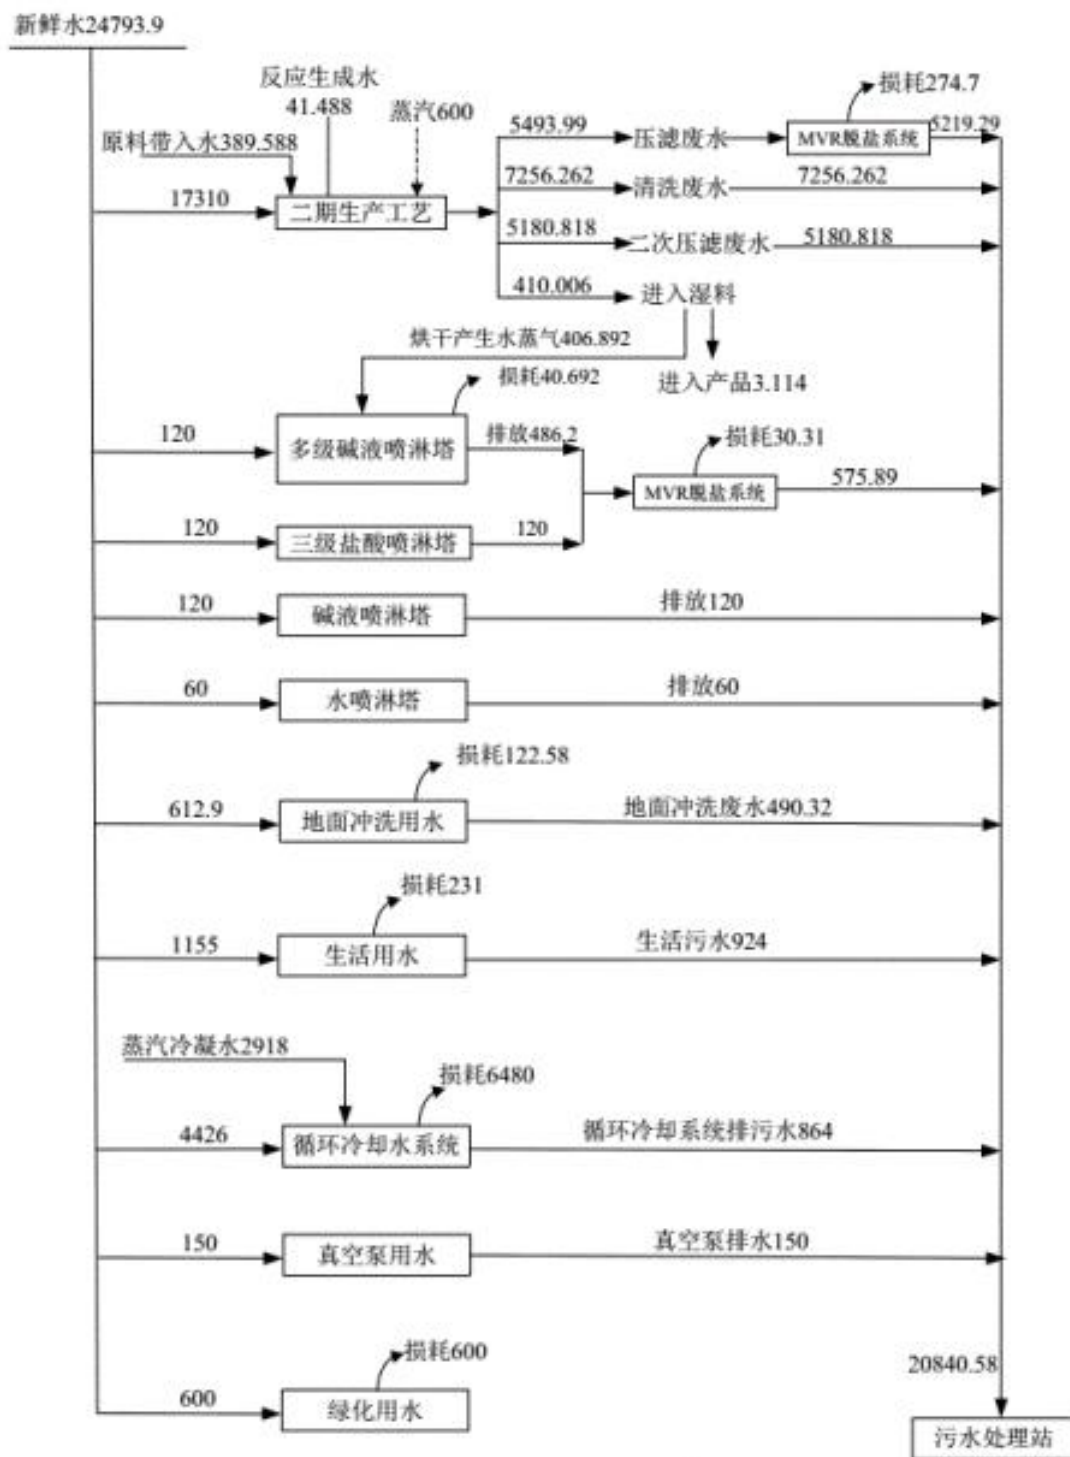 新鲜水24793.9
反应生成水
41.488
蒸汽600
原料带入水389.588
17310
二期生产工艺
5493.99
压滤废水
MVR脱盐系统
损耗274.7
5219.29
7256.262
清洗废水
7256.262
5180.818
二次压滤废水
5180.818
410.006
进入湿料
烘干产生水蒸气406.892
进入产品3.114
损耗40.692
120
多级碱液喷淋塔
排放486.2
损耗30.31
MVR脱盐系统
575.89
120
三级盐酸喷淋塔
120
120
碱液喷淋塔
排放120
60
水喷淋塔
排放60
损耗122.58
612.9
地面冲洗用水
地面冲洗废水490.32
损耗231
1155
生活用水
生活污水924
蒸汽冷凝水2918
损耗6480
4426
循环冷却水系统
循环冷却系统排污水864
150
真空泵用水
真空泵排水150
损耗600
600
绿化用水
20840.58
污水处理站